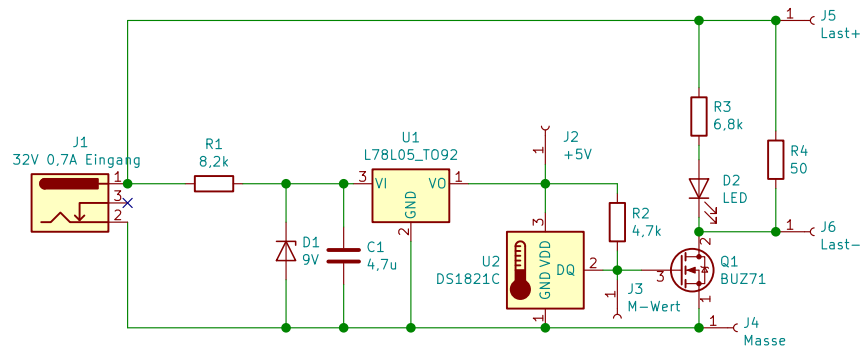 J1
32V 0,7A Eingang
1
3
2
R1
8,2k
D1
9V
C1
4,7u
U1
L78L05_TO92
3
VI
VO
1
GND
2
J2
+5V
1
R2
4,7k
U2
DS1821C
3
VDD
DQ
2
GND
1
J3
M-Wert
1
R3
6,8k
D2
LED
R4
50
1
J5
Last+
1
J6
Last-
2
Q1
BUZ71
3
1
1
J4
Masse